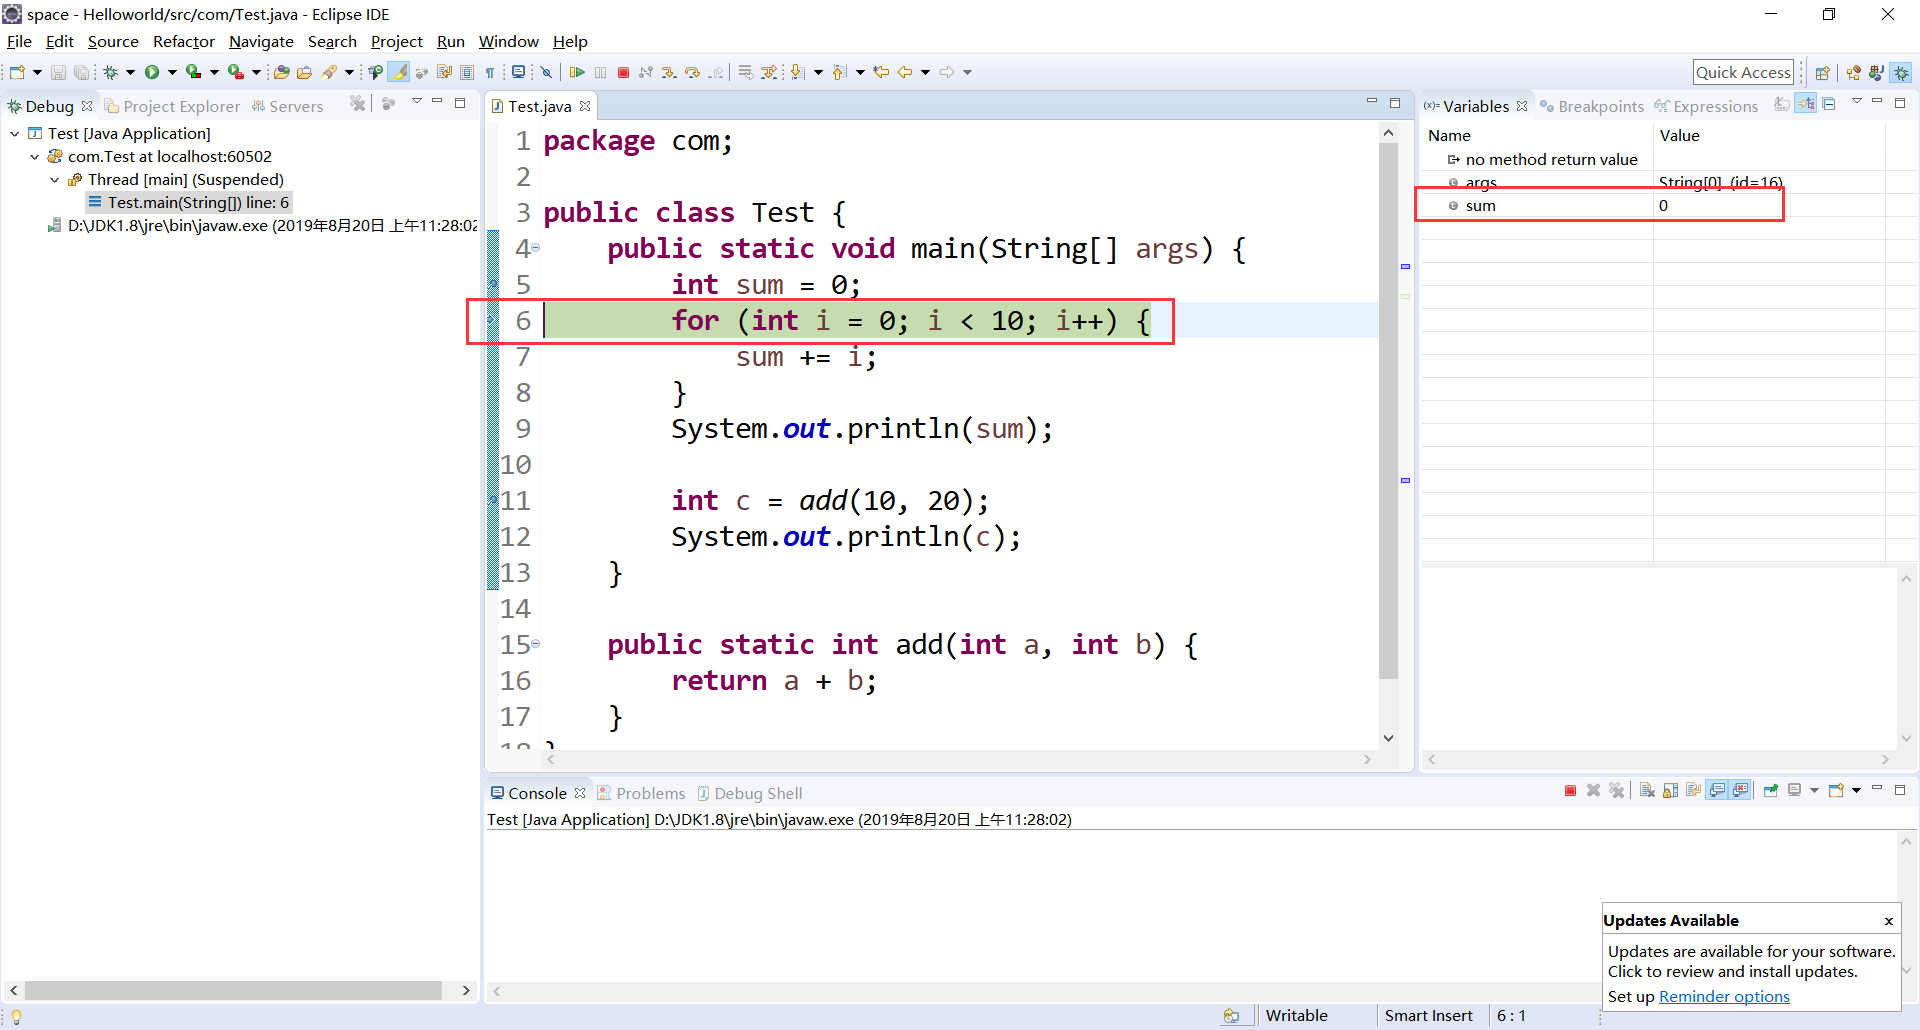 space - Helloworld/src/com/Test.java - Eclipse IDE
File Edit Source Refactor Navigate Search Project Run Window Help
Quick Access
Debug Project Explorer Servers
Test [Java Application]
com.Test at localhost:60502
Thread [main] (Suspended)
Test.main(String[]) line: 6
D:\JDK1.8\jre\bin\javaw.exe (2019年8月20日 上午11:28:02
Test.java
1 package com;
2
3 public class Test {
4 public static void main(String[] args) {
5 int sum = 0;
6 for (int i = 0; i < 10; i++) {
7 sum += i;
8 }
9 System.out.println(sum);
10
11 int c = add(10, 20);
12 System.out.println(c);
13 }
14
15 public static int add(int a, int b) {
16 return a + b;
17 }
18 }
(x)= Variables Breakpoints Expressions
Name Value
no method return value
args String[0] (id=16)
sum 0
Console Problems Debug Shell
Test [Java Application] D:\JDK1.8\jre\bin\javaw.exe (2019年8月20日 上午11:28:02)
Updates Available x
Updates are available for your software.
Click to review and install updates.
Set up Reminder options
Writable Smart Insert 6 : 1